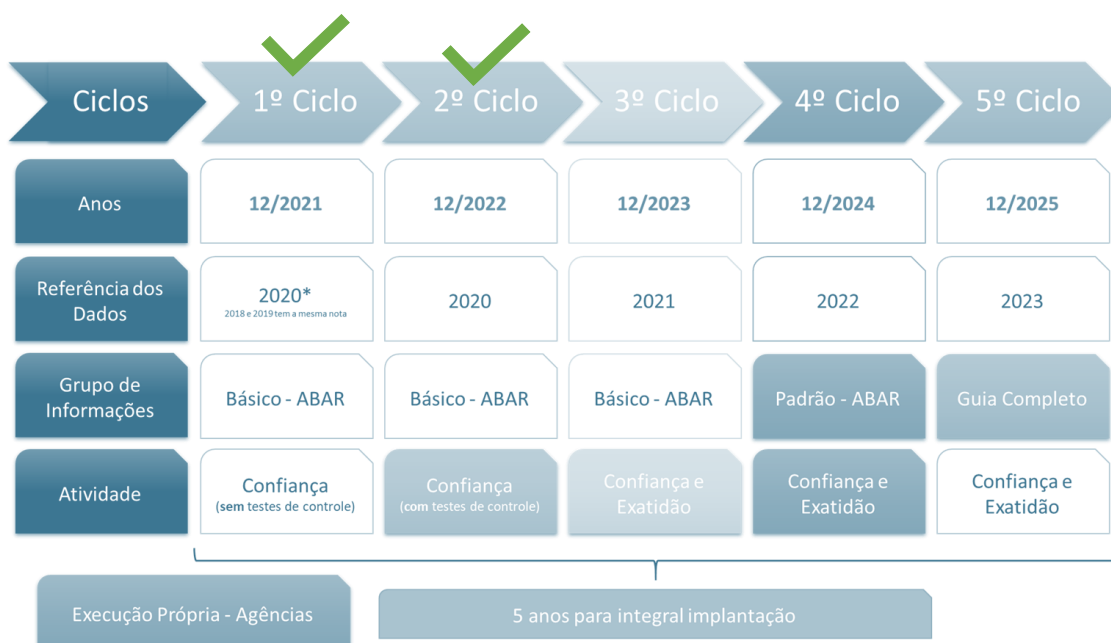 Ciclos
1º Ciclo
2º Ciclo
3º Ciclo
4º Ciclo
5º Ciclo
Anos
12/2021
12/2022
12/2023
12/2024
12/2025
Referência dos
Dados
2020*
2018 e 2019 tem a mesma nota
2020
2021
2022
2023
Grupo de
Informações
Básico - ABAR
Básico - ABAR
Básico - ABAR
Padrão - ABAR
Guia Completo
Atividade
Confiança
(sem testes de controle)
Confiança
(com testes de controle)
Confiança e
Exatidão
Confiança e
Exatidão
Confiança e
Exatidão
Execução Própria - Agências
5 anos para integral implantação